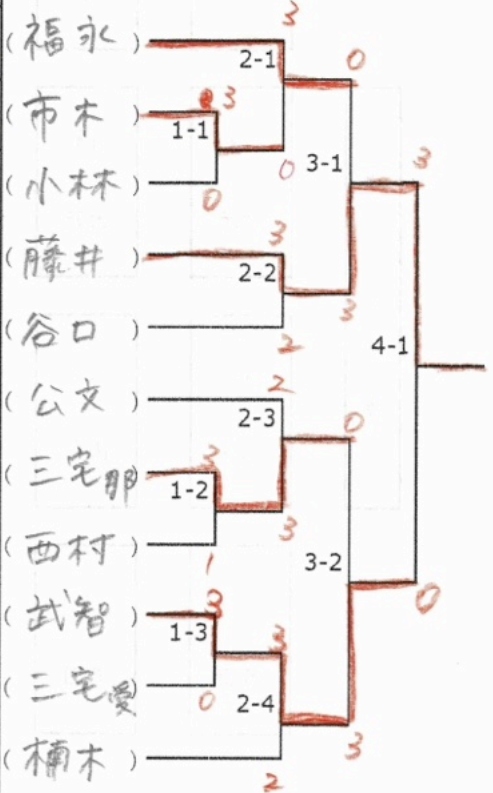 3
(福永) 2-1 0
(市木) 3
1-1
0 3-1 3
(小林) 0
(藤井) 3
2-2
3
(谷口) 2 4-1
(公文) 2
2-3 0
(三宅那) 3
1-2
3
(西村) 1 3-2
0
(武智) 3
1-3 3
(三宅愛) 0 2-4
3
(楠木) 2